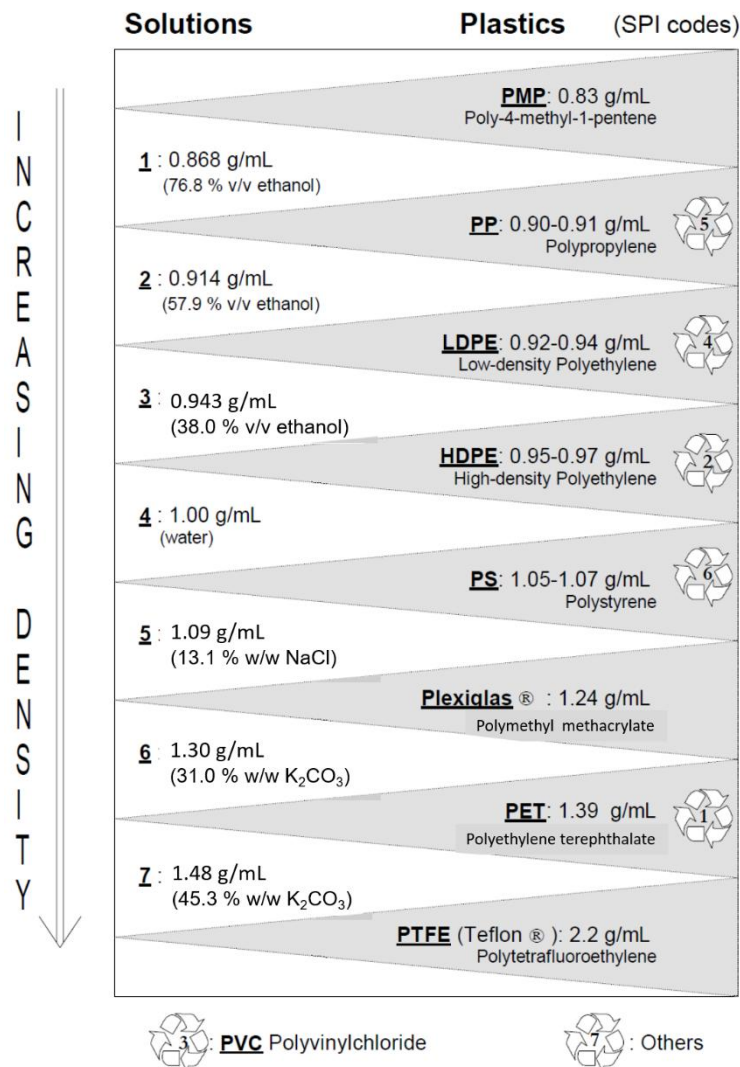 Solutions Plastics (SPI codes)
INCREASING DENSITY
PMP: 0.83 g/mL
Poly-4-methyl-1-pentene
1 : 0.868 g/mL
(76.8 % v/v ethanol)
PP: 0.90-0.91 g/mL
Polypropylene
5
2 : 0.914 g/mL
(57.9 % v/v ethanol)
LDPE: 0.92-0.94 g/mL
Low-density Polyethylene
4
3 : 0.943 g/mL
(38.0 % v/v ethanol)
HDPE: 0.95-0.97 g/mL
High-density Polyethylene
2
4 : 1.00 g/mL
(water)
PS: 1.05-1.07 g/mL
Polystyrene
6
5 : 1.09 g/mL
(13.1 % w/w NaCl)
Plexiglas ® : 1.24 g/mL
Polymethyl methacrylate
6 : 1.30 g/mL
(31.0 % w/w K₂CO₃)
PET: 1.39 g/mL
Polyethylene terephthalate
1
7 : 1.48 g/mL
(45.3 % w/w K₂CO₃)
PTFE (Teflon ® ): 2.2 g/mL
Polytetrafluoroethylene
3 : PVC Polyvinylchloride
7 : Others